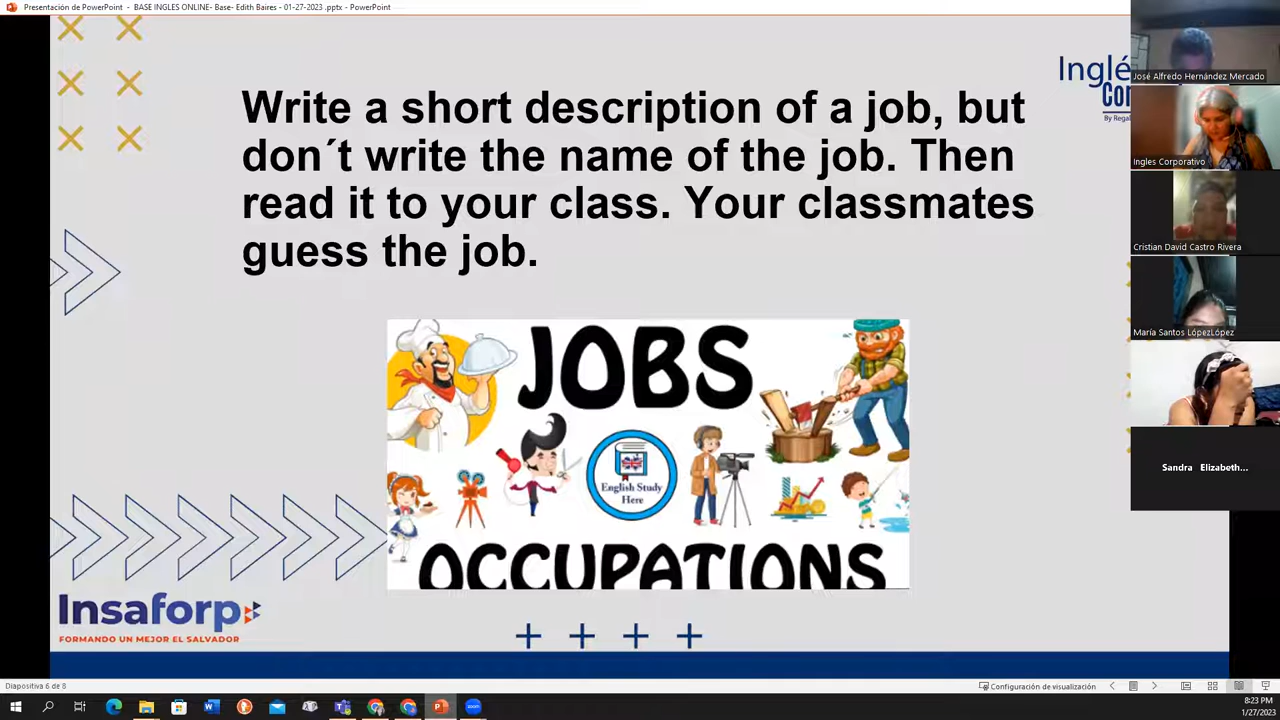 Presentación de PowerPoint - BASE INGLES ONLINE- Base- Edith Baires - 01-27-2023 .pptx - PowerPoint
Write a short description of a job, but
don´t write the name of the job. Then
read it to your class. Your classmates
guess the job.
JOBS
English Study
Here
OCCUPATIONS
Insaforp
FORMANDO UN MEJOR EL SALVADOR
Inglé
Cor
By Regal
José Alfredo Hernández Mercado
Ingles Corporativo
Cristian David Castro Rivera
María Santos LópezLópez
Sandra Elizabeth...
Diapositiva 6 de 8
Configuración de visualización
8:23 PM
1/27/2023